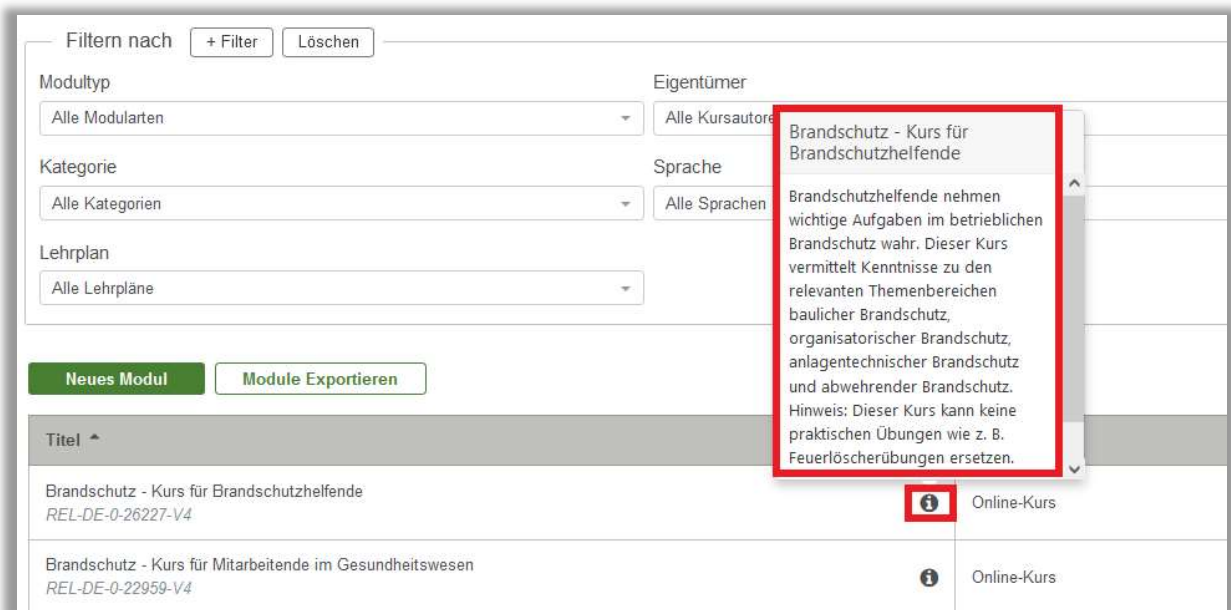 Filtern nach + Filter Löschen
Modultyp Eigentümer
Alle Modularten Alle Kursautore
Brandschutz - Kurs für
Brandschutzhelfende
Kategorie Sprache
Alle Kategorien Alle Sprachen
Brandschutzhelfende nehmen
wichtige Aufgaben im betrieblichen
Brandschutz wahr. Dieser Kurs
vermittelt Kenntnisse zu den
relevanten Themenbereichen
baulicher Brandschutz,
organisatorischer Brandschutz,
anlagentechnischer Brandschutz
und abwehrender Brandschutz.
Hinweis: Dieser Kurs kann keine
praktischen Übungen wie z. B.
Feuerlöscherübungen ersetzen.
Lehrplan
Alle Lehrpläne
Neues Modul Module Exportieren
Titel
Brandschutz - Kurs für Brandschutzhelfende
REL-DE-0-26227-V4
Online-Kurs
Brandschutz - Kurs für Mitarbeitende im Gesundheitswesen
REL-DE-0-22959-V4
Online-Kurs